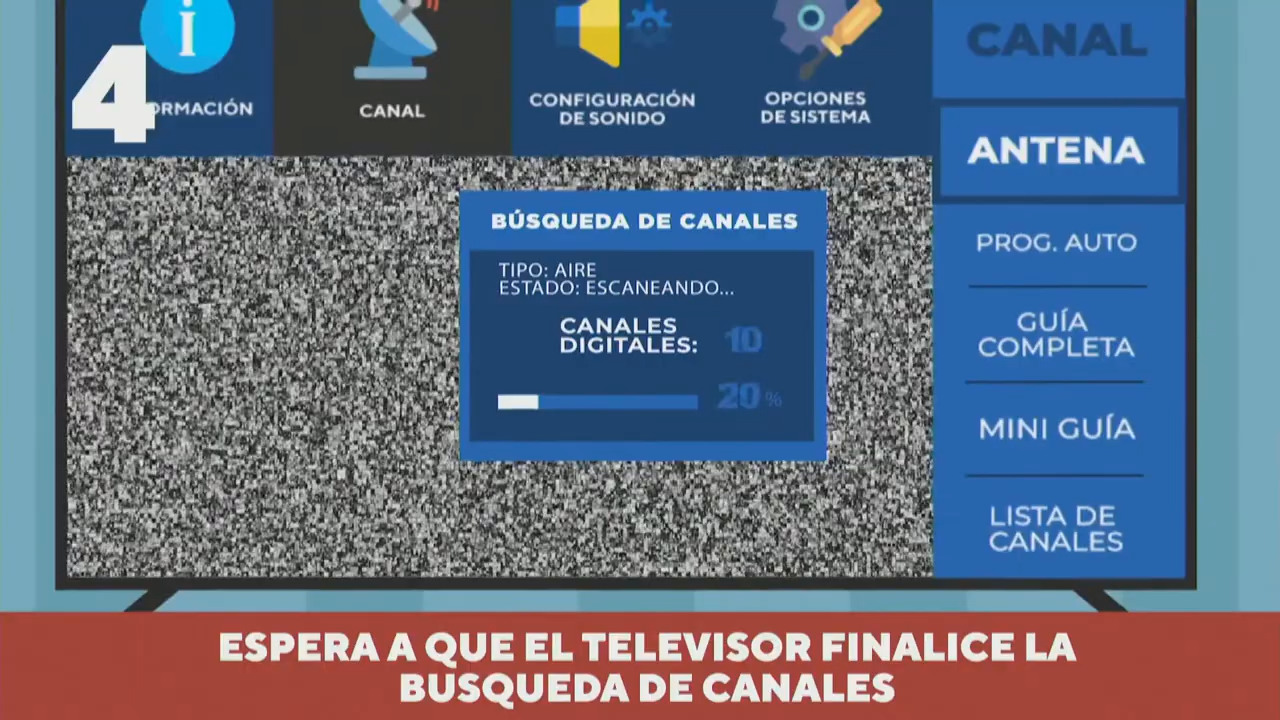 4
ORMACIÓN
CANAL
CONFIGURACIÓN
DE SONIDO
OPCIONES
DE SISTEMA
CANAL
ANTENA
PROG. AUTO
GUÍA
COMPLETA
MINI GUÍA
LISTA DE
CANALES
BÚSQUEDA DE CANALES
TIPO: AIRE
ESTADO: ESCANEANDO...
CANALES
DIGITALES: 10
20 %
ESPERA A QUE EL TELEVISOR FINALICE LA
BUSQUEDA DE CANALES